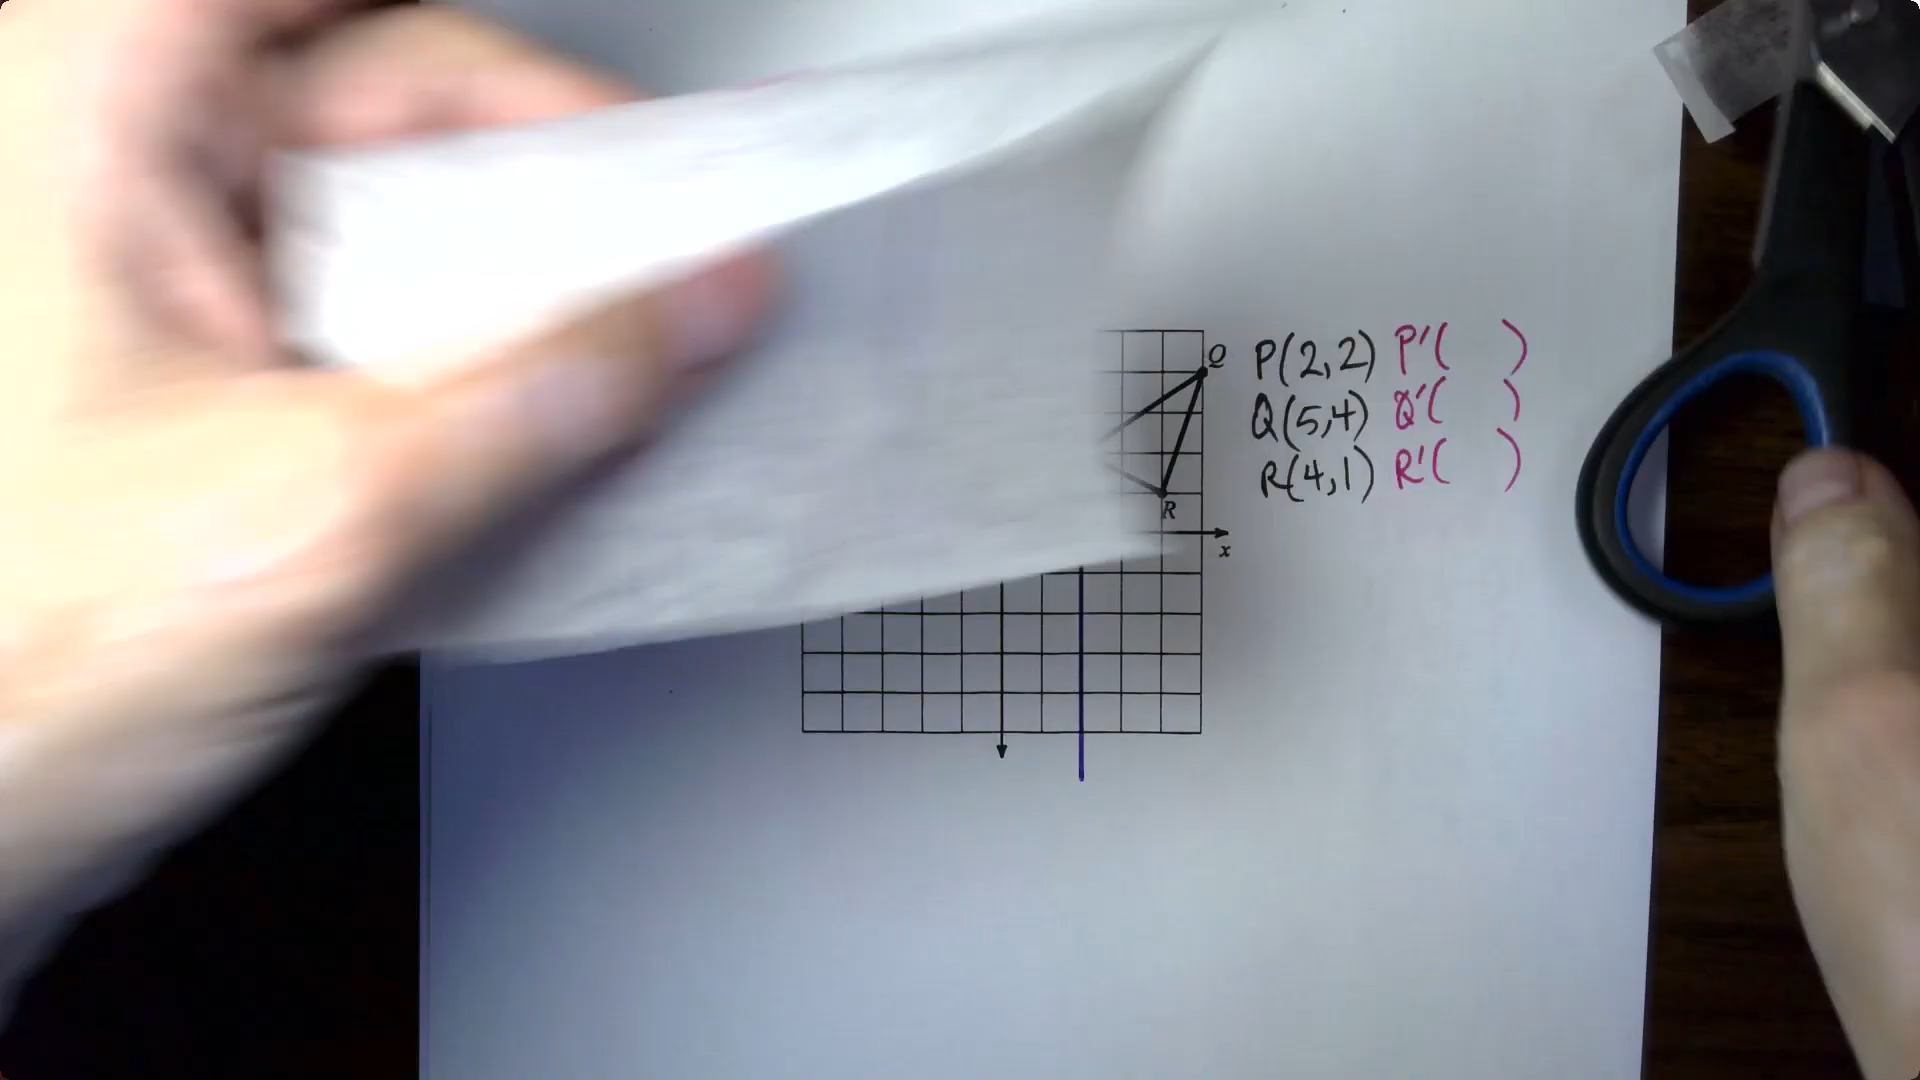 Q
P(2,2) P'( )
Q(5,4) Q'( )
R(4,1) R'( )
R
x